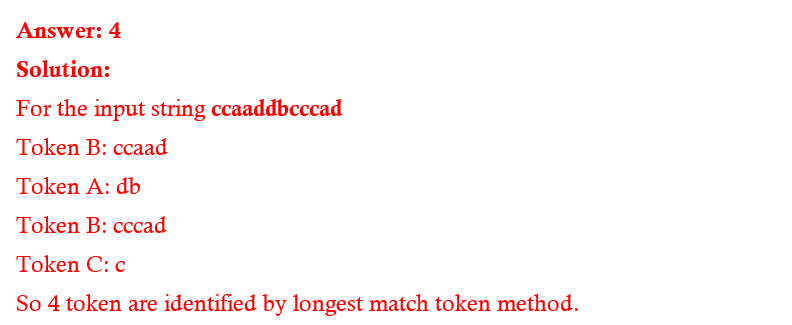 Answer: 4
Solution:
For the input string ccaaddbcccad
Token B: ccaad
Token A: db
Token B: cccad
Token C: c
So 4 token are identified by longest match token method.